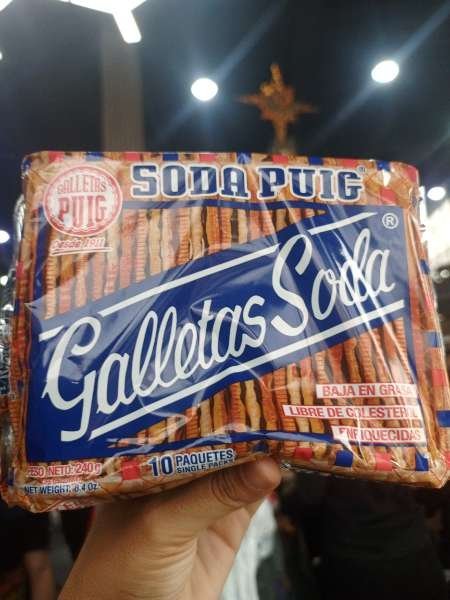 GALLETAS
PUIG
Desde 1911
SODA PUIG®
Galletas Soda®
BAJA EN GRASA
LIBRE DE COLESTEROL
ENRIQUECIDAS
PESO NETO: 240 g
NET WEIGHT: 8.4 Oz.
10 PAQUETES
SINGLE PACKS